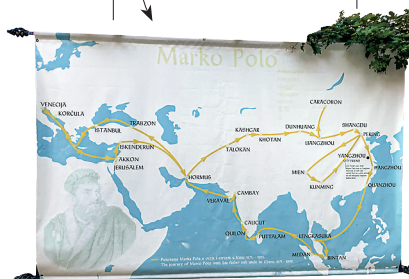 Marko Polo
CARACORON
VENECIJA
KORČULA
ISTANBUL
TRABZON
KASHGAR
DUNHUANG
SHANGDU
PEKING
KHOTAN
LIANGZHOU
TALOKAN
ISKENDERUN
AKKON
JERUSALEM
YANGZHOU
HORMUS
MIEN
KUNMING
HANGZHOU
QUANZHOU
VERAVAL
CAMBAY
CALICUT
QUILON
PUTTALAM
LENGKASUKA
MEDAN
BINTAN